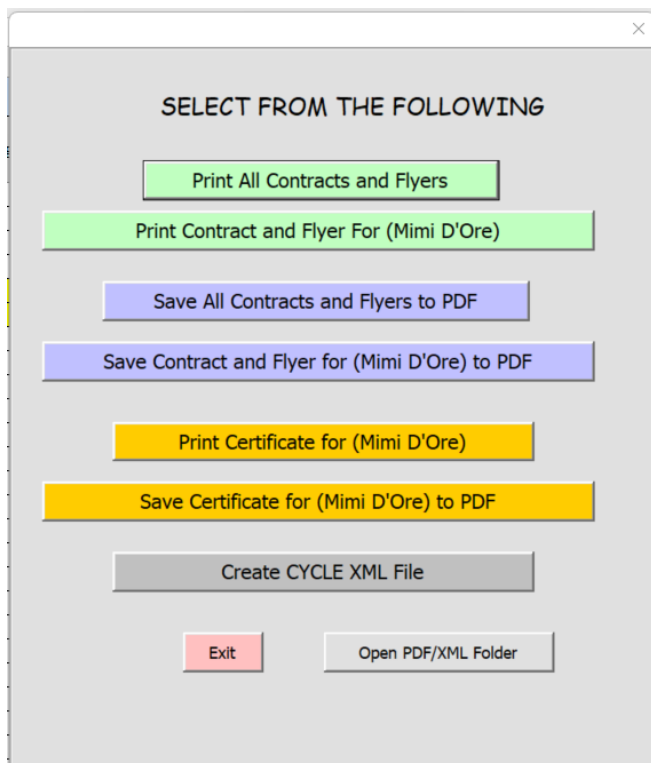 SELECT FROM THE FOLLOWING
Print All Contracts and Flyers
Print Contract and Flyer For (Mimi D'Ore)
Save All Contracts and Flyers to PDF
Save Contract and Flyer for (Mimi D'Ore) to PDF
Print Certificate for (Mimi D'Ore)
Save Certificate for (Mimi D'Ore) to PDF
Create CYCLE XML File
Exit Open PDF/XML Folder